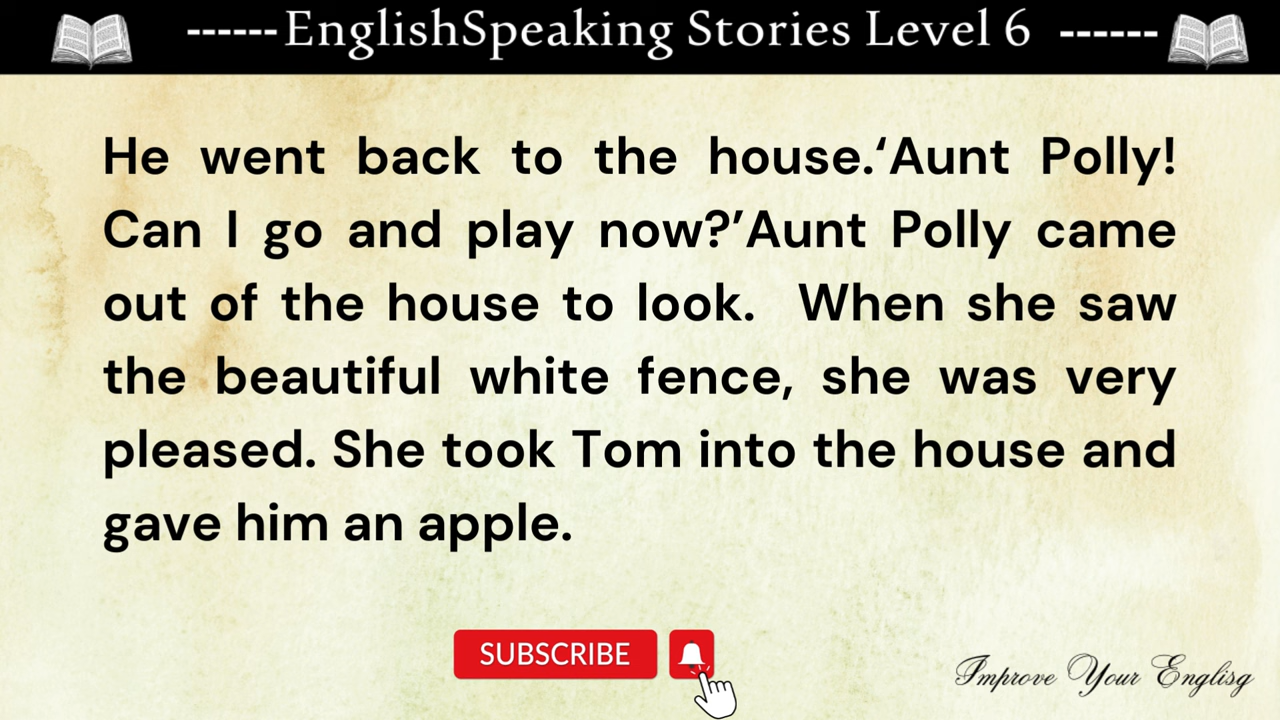 ------EnglishSpeaking Stories Level 6 ------
He went back to the house.‘Aunt Polly!
Can I go and play now?’Aunt Polly came
out of the house to look. When she saw
the beautiful white fence, she was very
pleased. She took Tom into the house and
gave him an apple.
SUBSCRIBE
Improve Your Englisg